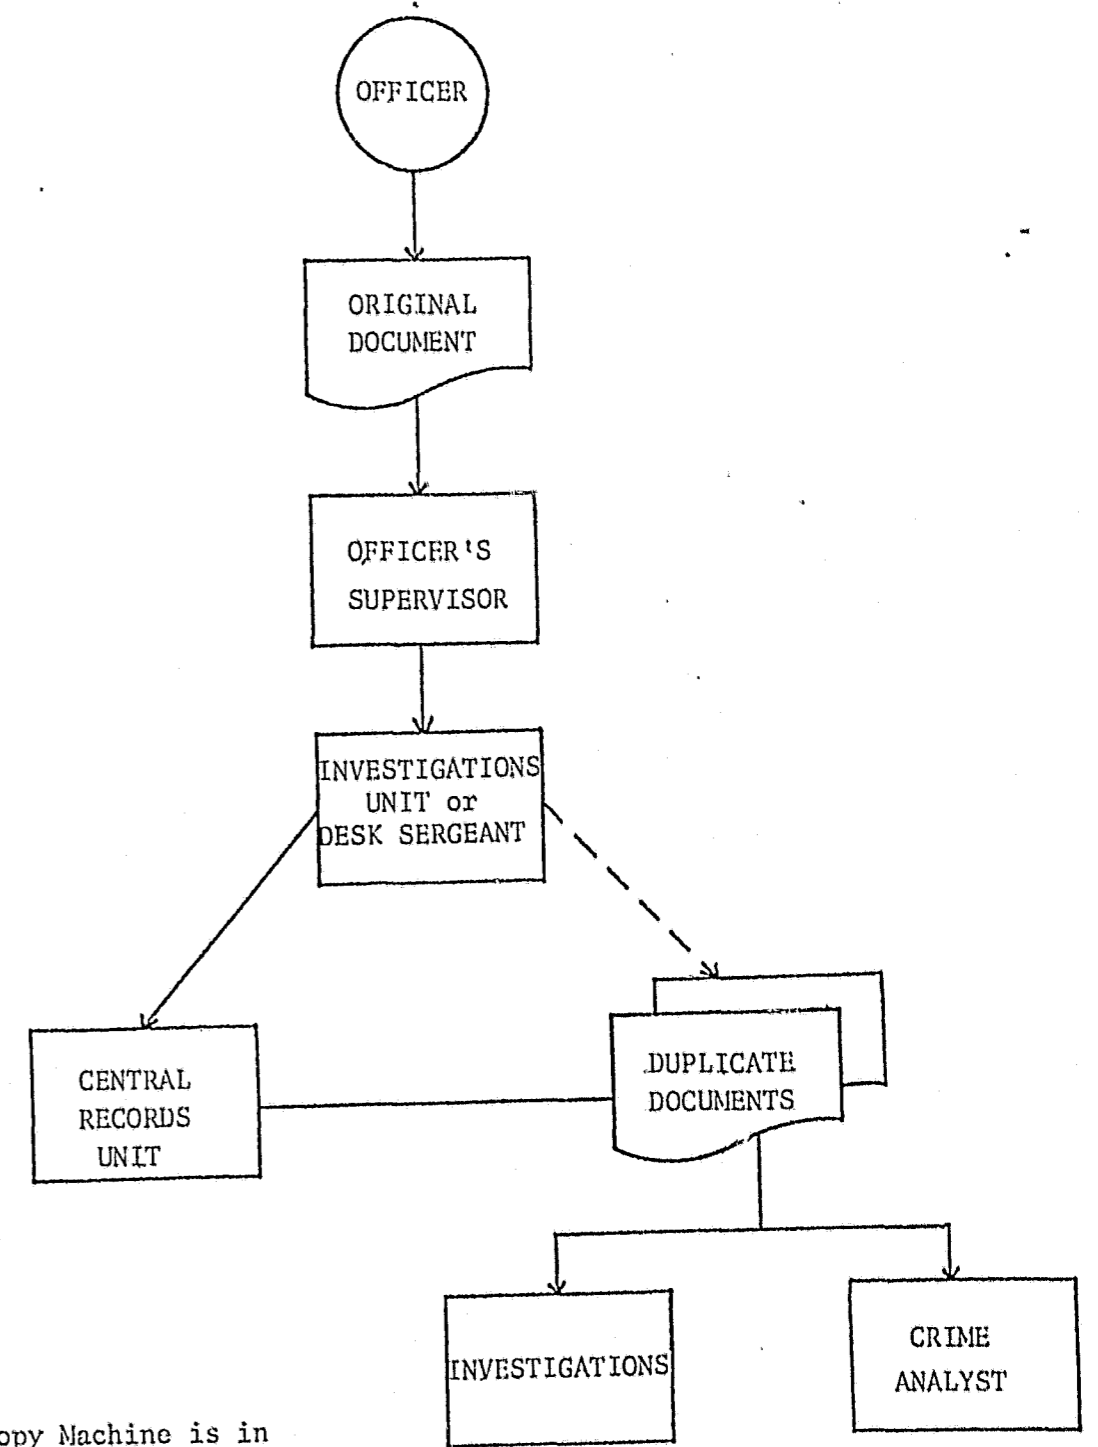 OFFICER
ORIGINAL
DOCUMENT
OFFICER'S
SUPERVISOR
INVESTIGATIONS
UNIT or
DESK SERGEANT
CENTRAL
RECORDS
UNIT
DUPLICATE
DOCUMENTS
INVESTIGATIONS
CRIME
ANALYST
opy Machine is in